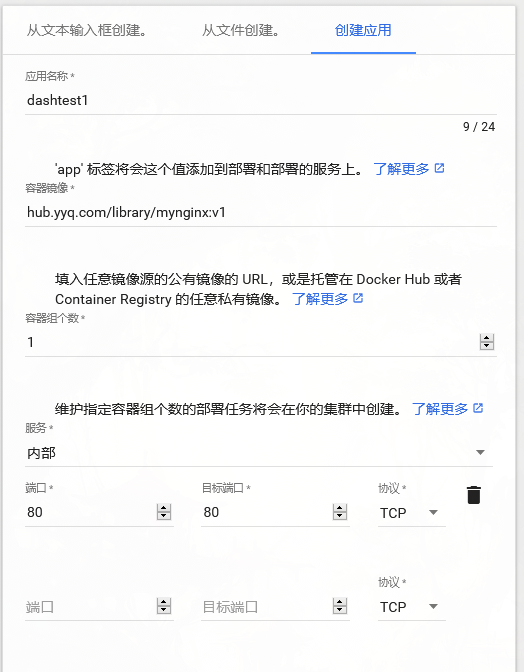 从文本输入框创建。 从文件创建。 创建应用
应用名称 *
dashtest1
9 / 24
'app' 标签将会这个值添加到部署和部署的服务上。 了解更多
容器镜像 *
hub.yyq.com/library/mynginx:v1
填入任意镜像源的公有镜像的 URL，或是托管在 Docker Hub 或者
Container Registry 的任意私有镜像。 了解更多
容器组个数 *
1
维护指定容器组个数的部署任务将会在你的集群中创建。 了解更多
服务 *
内部
端口 * 目标端口 * 协议 *
80 80 TCP
协议 *
端口 目标端口 TCP